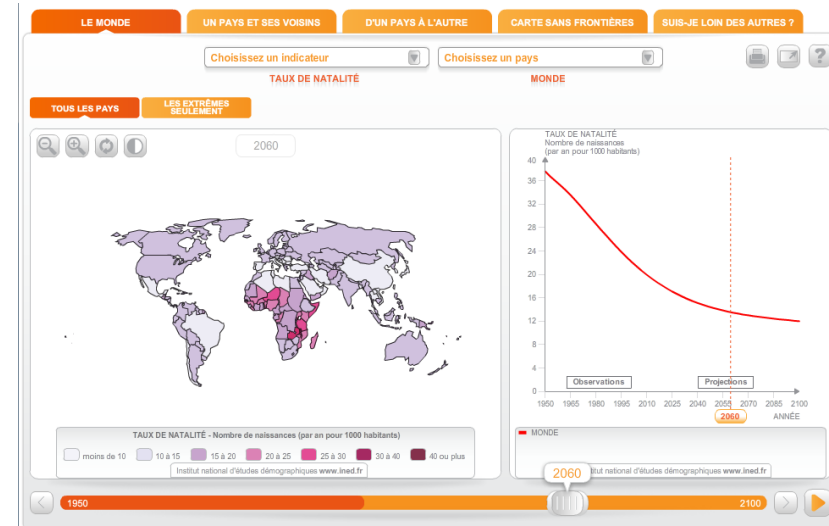 LE MONDE
UN PAYS ET SES VOISINS
D'UN PAYS À L'AUTRE
CARTE SANS FRONTIÈRES
SUIS-JE LOIN DES AUTRES ?
Choisissez un indicateur
Choisissez un pays
?
TAUX DE NATALITÉ
MONDE
TOUS LES PAYS
LES EXTRÊMES
SEULEMENT
2060
TAUX DE NATALITÉ
Nombre de naissances
(par an pour 1000 habitants)
40
36
32
28
24
20
16
12
8
4
0
Observations
Projections
1950 1965 1980 1995 2010 2025 2040 2055 2070 2085 2100
2060
ANNÉE
TAUX DE NATALITÉ - Nombre de naissances (par an pour 1000 habitants)
moins de 10
10 à 15
15 à 20
20 à 25
25 à 30
30 à 40
40 ou plus
Institut national d'études démographiques www.ined.fr
MONDE
national d'études démographiques www.ined.fr
2060
1950
2100